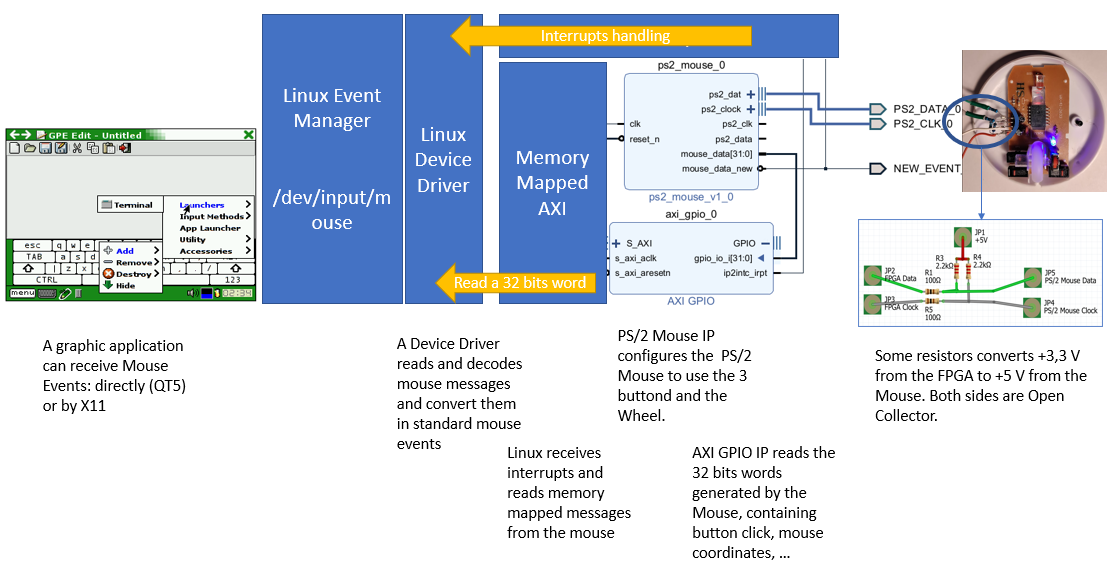 Interrupts handling
Linux Event
Manager
/dev/input/m
ouse
Linux
Device
Driver
Memory
Mapped
AXI
Read a 32 bits word
ps2_mouse_0
ps2_dat
ps2_clock
clk
ps2_clk
reset_n
ps2_data
mouse_data[31:0]
mouse_data_new
ps2_mouse_v1_0
axi_gpio_0
S_AXI
GPIO
s_axi_aclk
gpio_io_i[31:0]
s_axi_aresetn
ip2intc_irpt
AXI GPIO
PS2_DATA_0
PS2_CLK_0
NEW_EVENT_
GPE Edit - Untitled
Terminal
Launchers
Input Methods
App Launcher
Utility
Accessories
esc q w e
TAB a s d
z x
CTRL
123
Add
Remove
Destroy
Hide
menu
02:34
JP1
+5V
R3
2.2kΩ
R4
2.2kΩ
JP2
FPGA Data
R1
100Ω
JP5
PS/2 Mouse Data
JP3
FPGA Clock
R5
100Ω
JP4
PS/2 Mouse Clock
A graphic application
can receive Mouse
Events: directly (QT5)
or by X11
A Device Driver
reads and decodes
mouse messages
and convert them
in standard mouse
events
PS/2 Mouse IP
configures the PS/2
Mouse to use the 3
buttond and the
Wheel.
Some resistors converts +3,3 V
from the FPGA to +5 V from the
Mouse. Both sides are Open
Collector.
Linux receives
interrupts and
reads memory
mapped messages
from the mouse
AXI GPIO IP reads the
32 bits words
generated by the
Mouse, containing
button click, mouse
coordinates, …